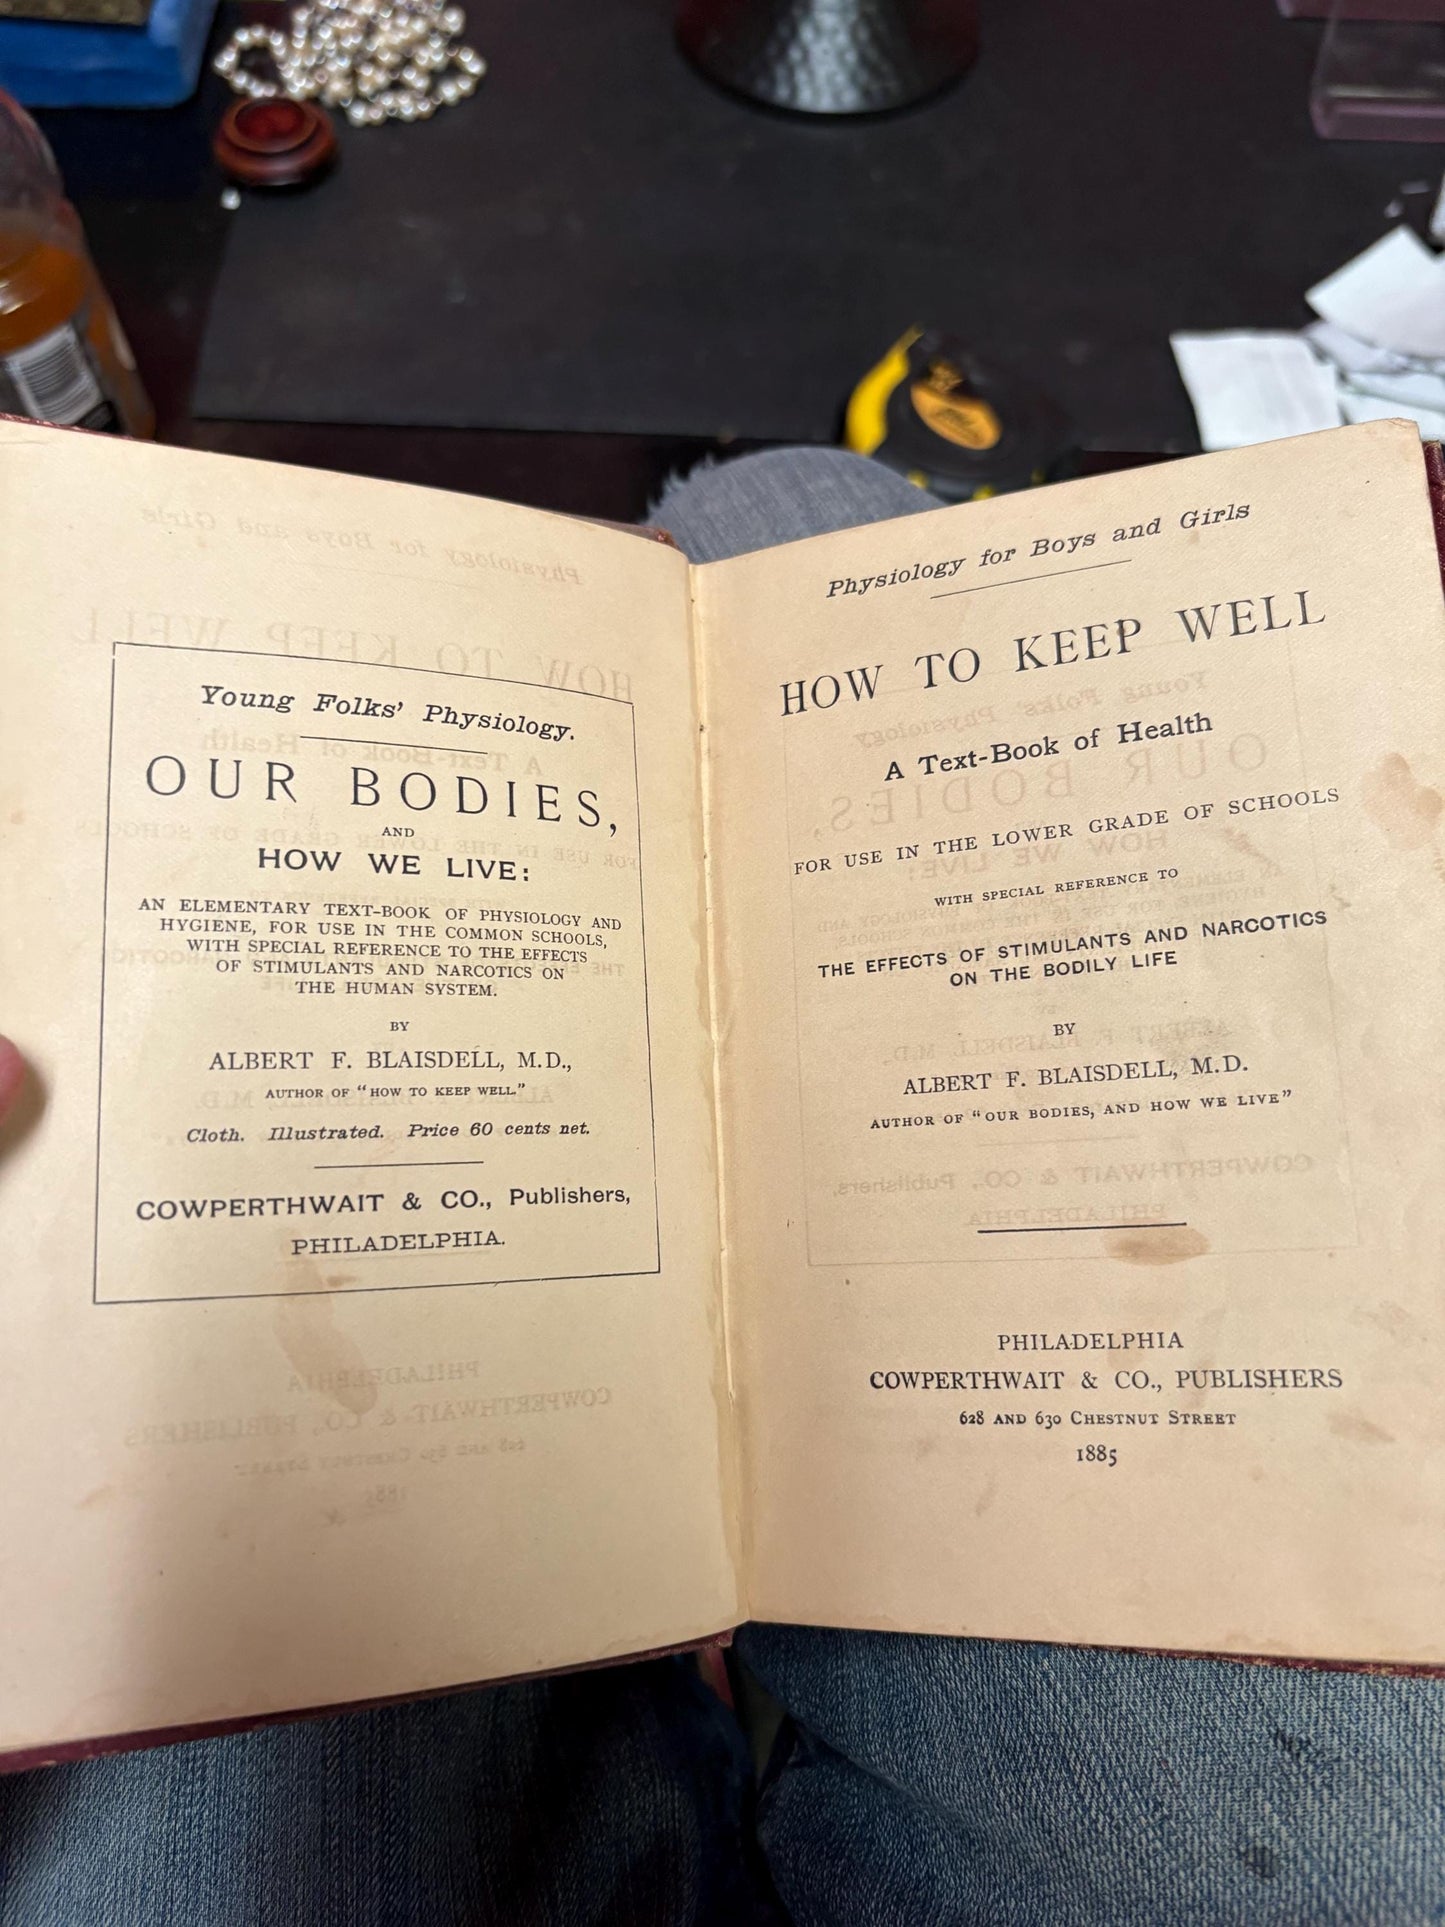 Young Folks' Physiology.
OUR BODIES,
AND
HOW WE LIVE:
AN ELEMENTARY TEXT-BOOK OF PHYSIOLOGY AND
HYGIENE, FOR USE IN THE COMMON SCHOOLS,
WITH SPECIAL REFERENCE TO THE EFFECTS
OF STIMULANTS AND NARCOTICS ON
THE HUMAN SYSTEM.
BY
ALBERT F. BLAISDELL, M.D.,
AUTHOR OF "HOW TO KEEP WELL."
Cloth. Illustrated. Price 60 cents net.
COWPERTHWAIT & CO., Publishers,
PHILADELPHIA.
Physiology for Boys and Girls
HOW TO KEEP WELL
A Text-Book of Health
FOR USE IN THE LOWER GRADE OF SCHOOLS
WITH SPECIAL REFERENCE TO
THE EFFECTS OF STIMULANTS AND NARCOTICS
ON THE BODILY LIFE
BY
ALBERT F. BLAISDELL, M.D.
AUTHOR OF "OUR BODIES, AND HOW WE LIVE"
PHILADELPHIA
COWPERTHWAIT & CO., PUBLISHERS
628 AND 630 CHESTNUT STREET
1885